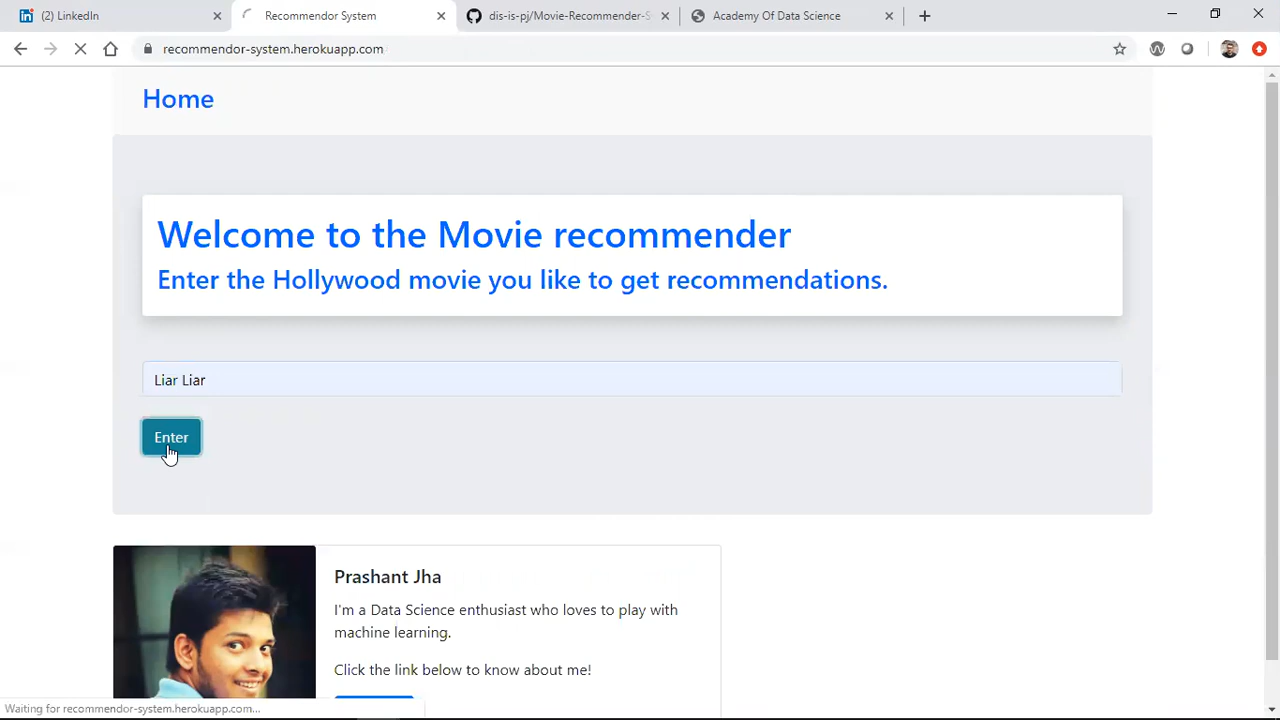 (2) LinkedIn
Recommendor System
dis-is-pj/Movie-Recommender-S
Academy Of Data Science
recommendor-system.herokuapp.com
Home
Welcome to the Movie recommender
Enter the Hollywood movie you like to get recommendations.
Liar Liar
Enter
Prashant Jha
I'm a Data Science enthusiast who loves to play with
machine learning.
Click the link below to know about me!
Waiting for recommendor-system.herokuapp.com...